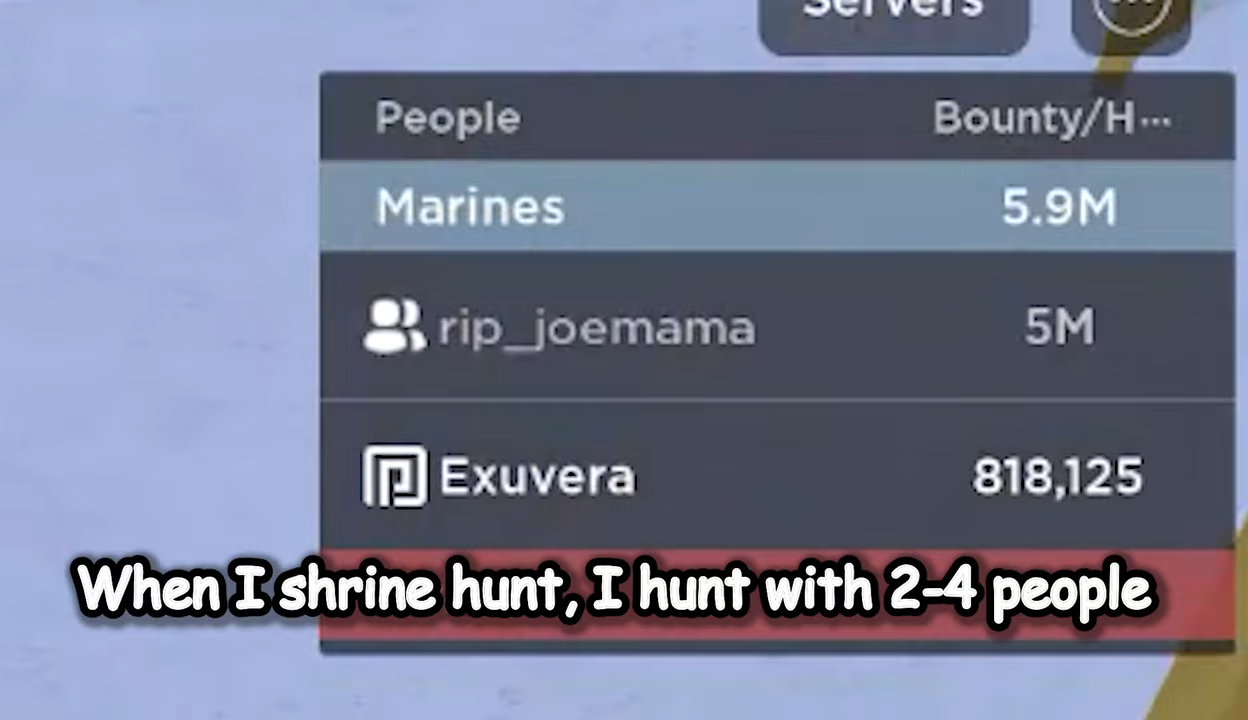 Servers
People Bounty/H...
Marines 5.9M
rip_joemama 5M
Exuvera 818,125
When I shrine hunt, I hunt with 2-4 people